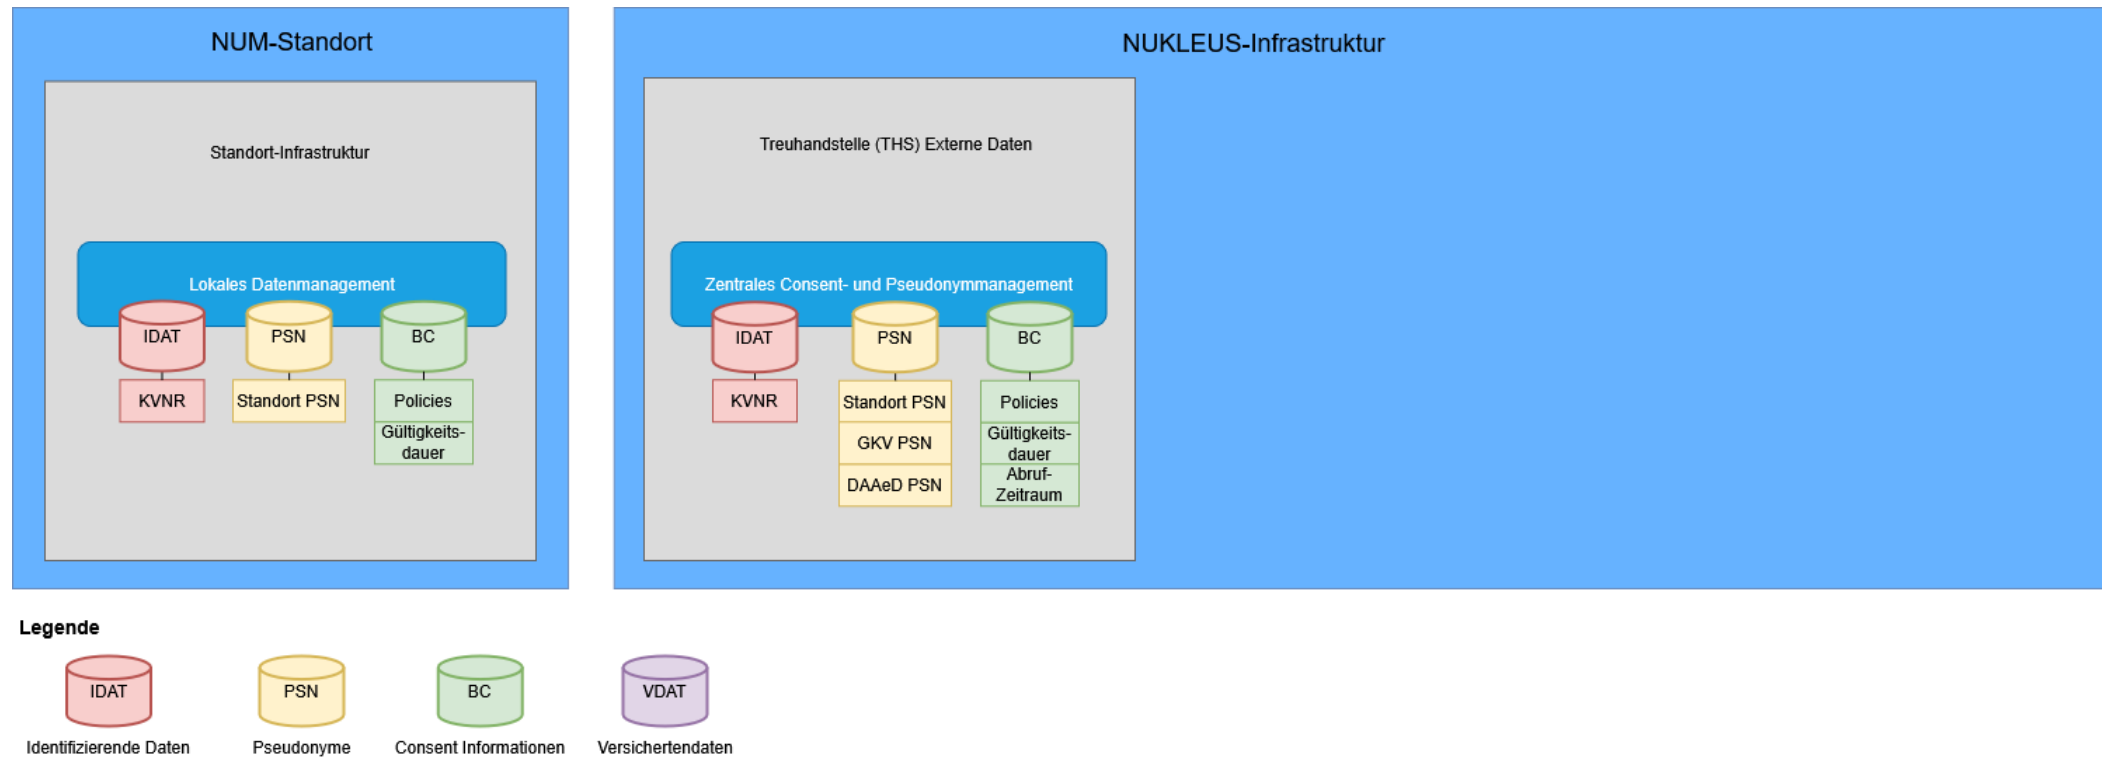 NUM-Standort
Standort-Infrastruktur
Lokales Datenmanagement
IDAT
PSN
BC
KVNR
Standort PSN
Policies
Gültigkeits-
dauer
NUKLEUS-Infrastruktur
Treuhandstelle (THS) Externe Daten
Zentrales Consent- und Pseudonymmanagement
IDAT
PSN
BC
KVNR
Standort PSN
GKV PSN
DAAeD PSN
Policies
Gültigkeits-
dauer
Abruf-
Zeitraum
Legende
IDAT
PSN
BC
VDAT
Identifizierende Daten
Pseudonyme
Consent Informationen
Versichertendaten